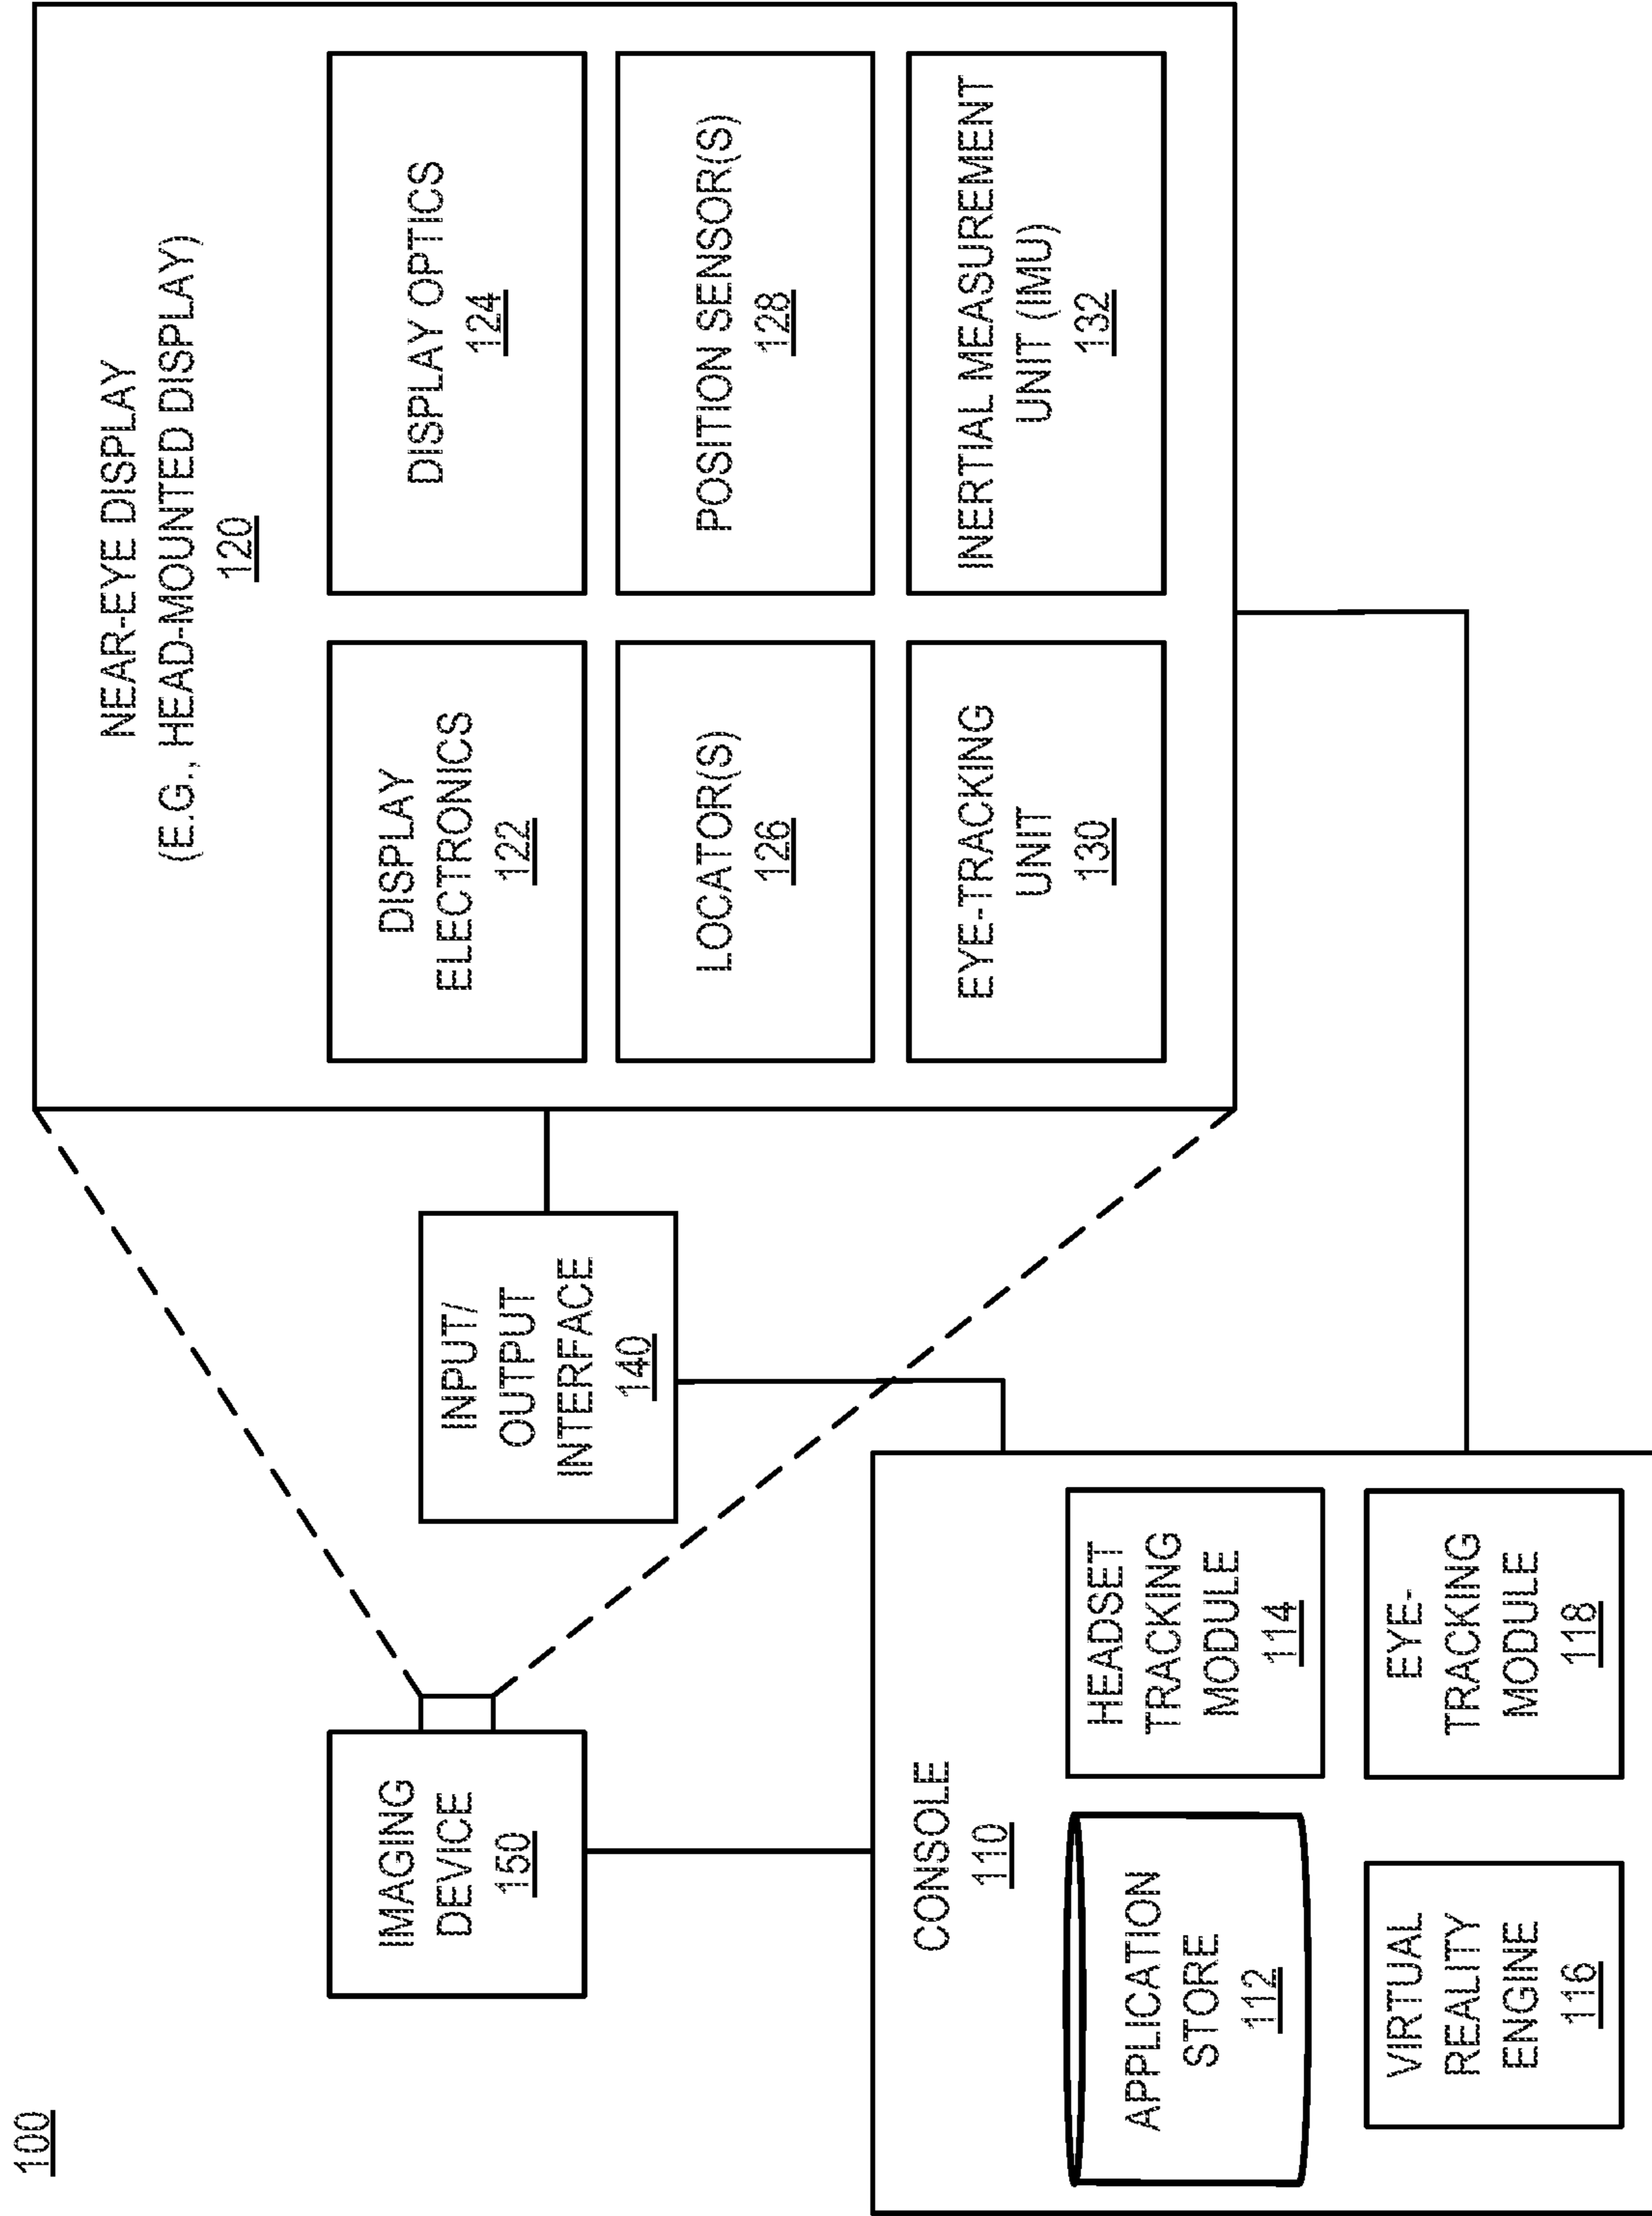 100
IMAGING
DEVICE
150
INPUT/
OUTPUT
INTERFACE
140
NEAR-EYE DISPLAY
(E.G., HEAD-MOUNTED DISPLAY)
120
DISPLAY
ELECTRONICS
122
DISPLAY OPTICS
124
LOCATOR(S)
126
POSITION SENSOR(S)
128
EYE-TRACKING
UNIT
130
INERTIAL MEASUREMENT
UNIT (IMU)
132
CONSOLE
110
APPLICATION
STORE
112
HEADSET
TRACKING
MODULE
114
VIRTUAL
REALITY
ENGINE
116
EYE-
TRACKING
MODULE
118